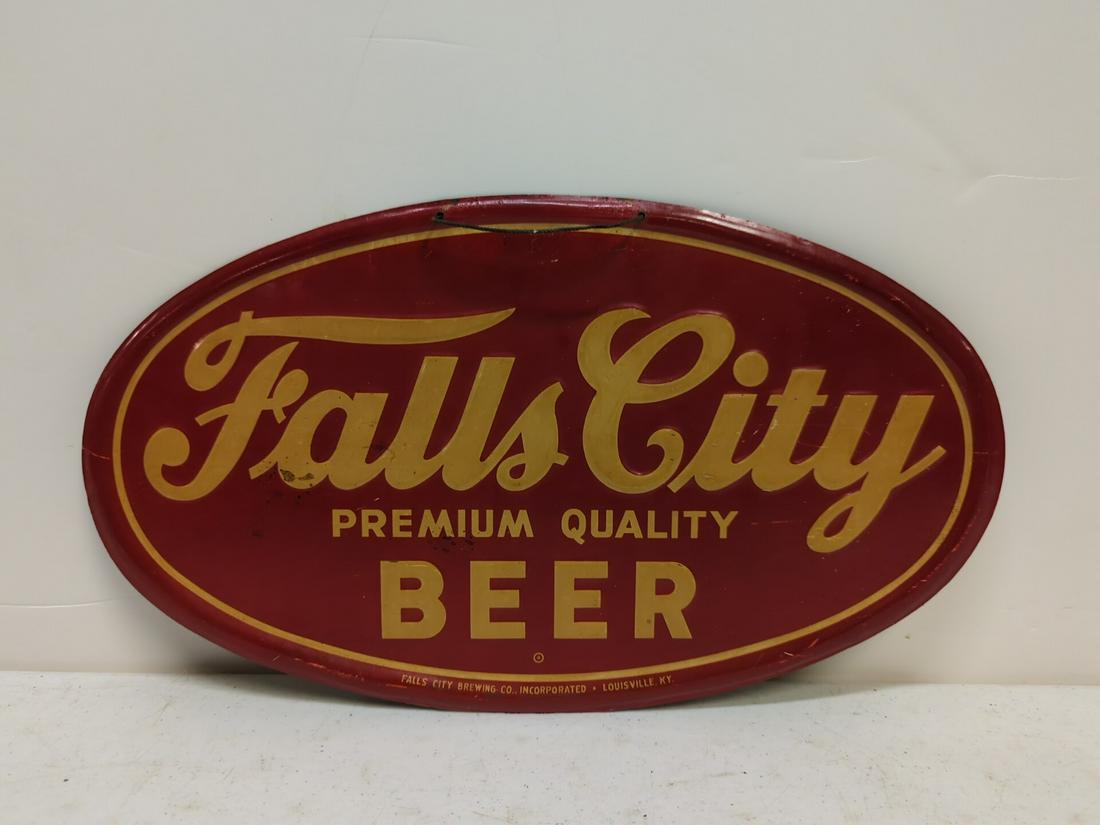 Falls City
PREMIUM QUALITY
BEER
FALLS CITY BREWING CO., INCORPORATED • LOUISVILLE, KY.